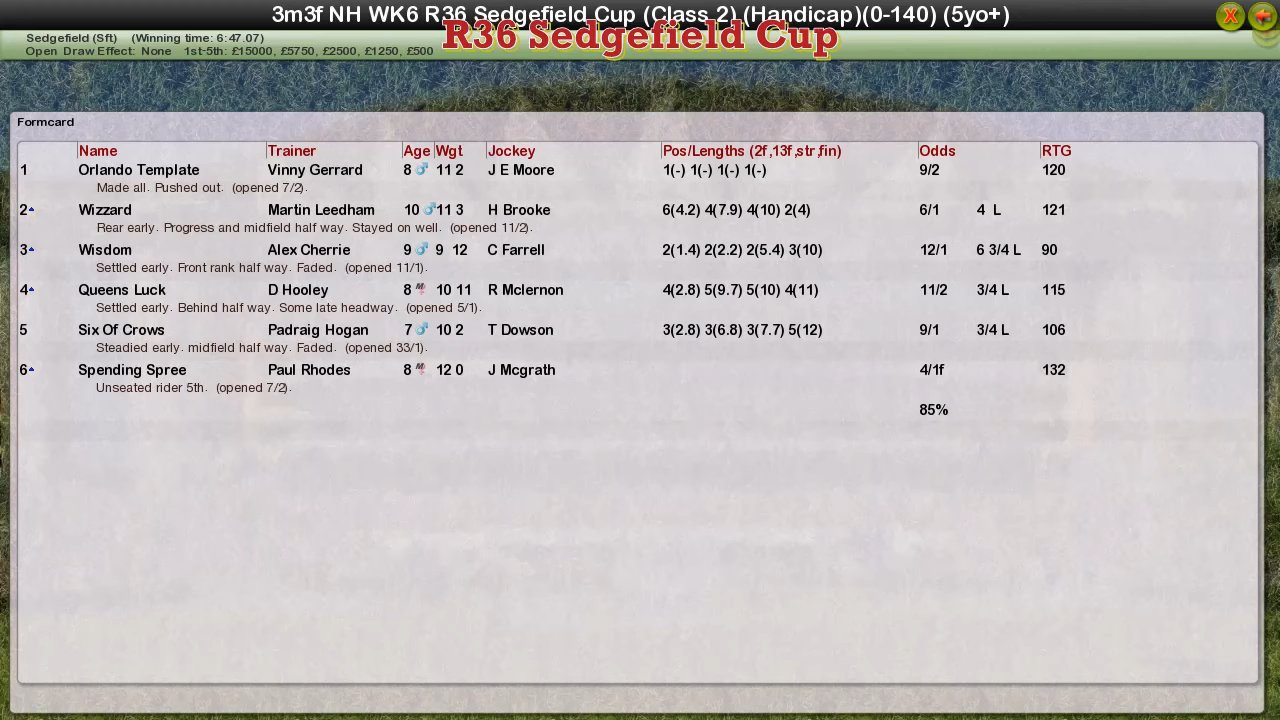 3m3f NH WK6 R36 Sedgefield Cup (Class 2) (Handicap)(0-140) (5yo+)
R36 Sedgefield Cup
Sedgefield (Sft) (Winning time: 6:47.07)
Open Draw Effect: None 1st-5th: £15000, £5750, £2500, £1250, £500
Formcard
Name Trainer Age Wgt Jockey Pos/Lengths (2f,13f,str,fin) Odds RTG
1 Orlando Template Vinny Gerrard 8 11 2 J E Moore 1(-) 1(-) 1(-) 1(-) 9/2 120
Made all. Pushed out. (opened 7/2).
2 Wizzard Martin Leedham 10 11 3 H Brooke 6(4.2) 4(7.9) 4(10) 2(4) 6/1 4 L 121
Rear early. Progress and midfield half way. Stayed on well. (opened 11/2).
3 Wisdom Alex Cherrie 9 9 12 C Farrell 2(1.4) 2(2.2) 2(5.4) 3(10) 12/1 6 3/4 L 90
Settled early. Front rank half way. Faded. (opened 11/1).
4 Queens Luck D Hooley 8 10 11 R Mclernon 4(2.8) 5(9.7) 5(10) 4(11) 11/2 3/4 L 115
Settled early. Behind half way. Some late headway. (opened 5/1).
5 Six Of Crows Padraig Hogan 7 10 2 T Dowson 3(2.8) 3(6.8) 3(7.7) 5(12) 9/1 3/4 L 106
Steadied early. midfield half way. Faded. (opened 33/1).
6 Spending Spree Paul Rhodes 8 12 0 J Mcgrath 4/1f 132
Unseated rider 5th. (opened 7/2).
85%